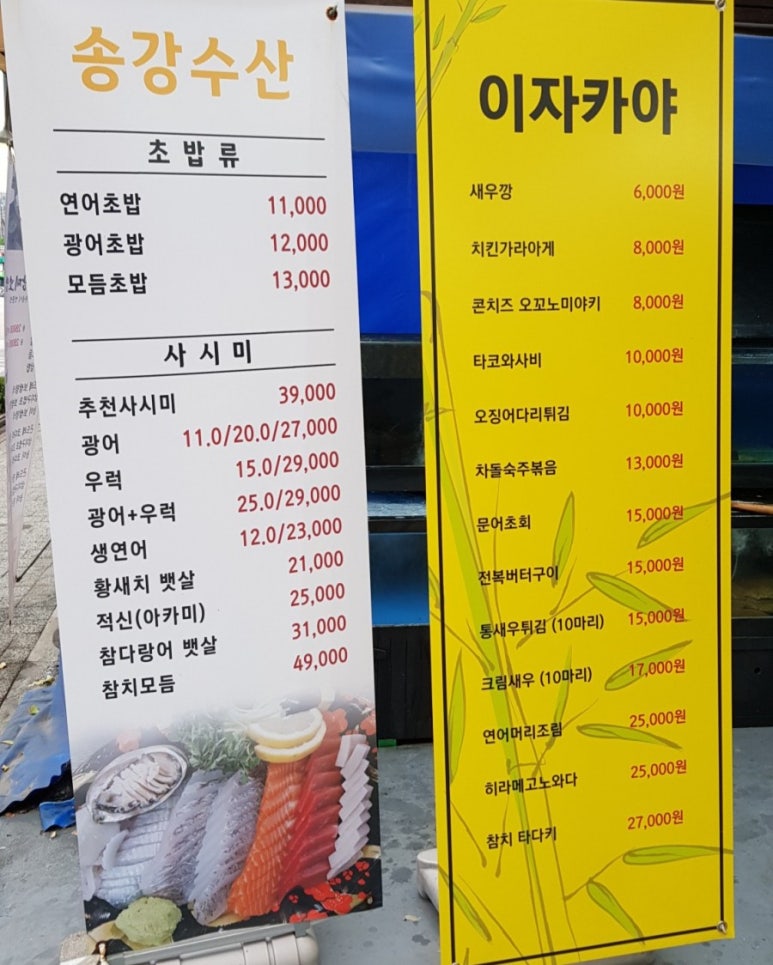 송강수산
초밥류
연어초밥 11,000
광어초밥 12,000
모듬초밥 13,000
사시미
추천사시미 39,000
광어 11.0/20.0/27,000
우럭 15.0/29,000
광어+우럭 25.0/29,000
생연어 12.0/23,000
황새치 뱃살 21,000
적신(아카미) 25,000
참다랑어 뱃살 31,000
참치모듬 49,000
이자카야
새우깡 6,000원
치킨가라아게 8,000원
콘치즈 오꼬노미야키 8,000원
타코와사비 10,000원
오징어다리튀김 10,000원
차돌숙주볶음 13,000원
문어초회 15,000원
전복버터구이 15,000원
통새우튀김 (10마리) 15,000원
크림새우 (10마리) 17,000원
연어머리조림 25,000원
히라메고노와다 25,000원
참치 타다키 27,000원